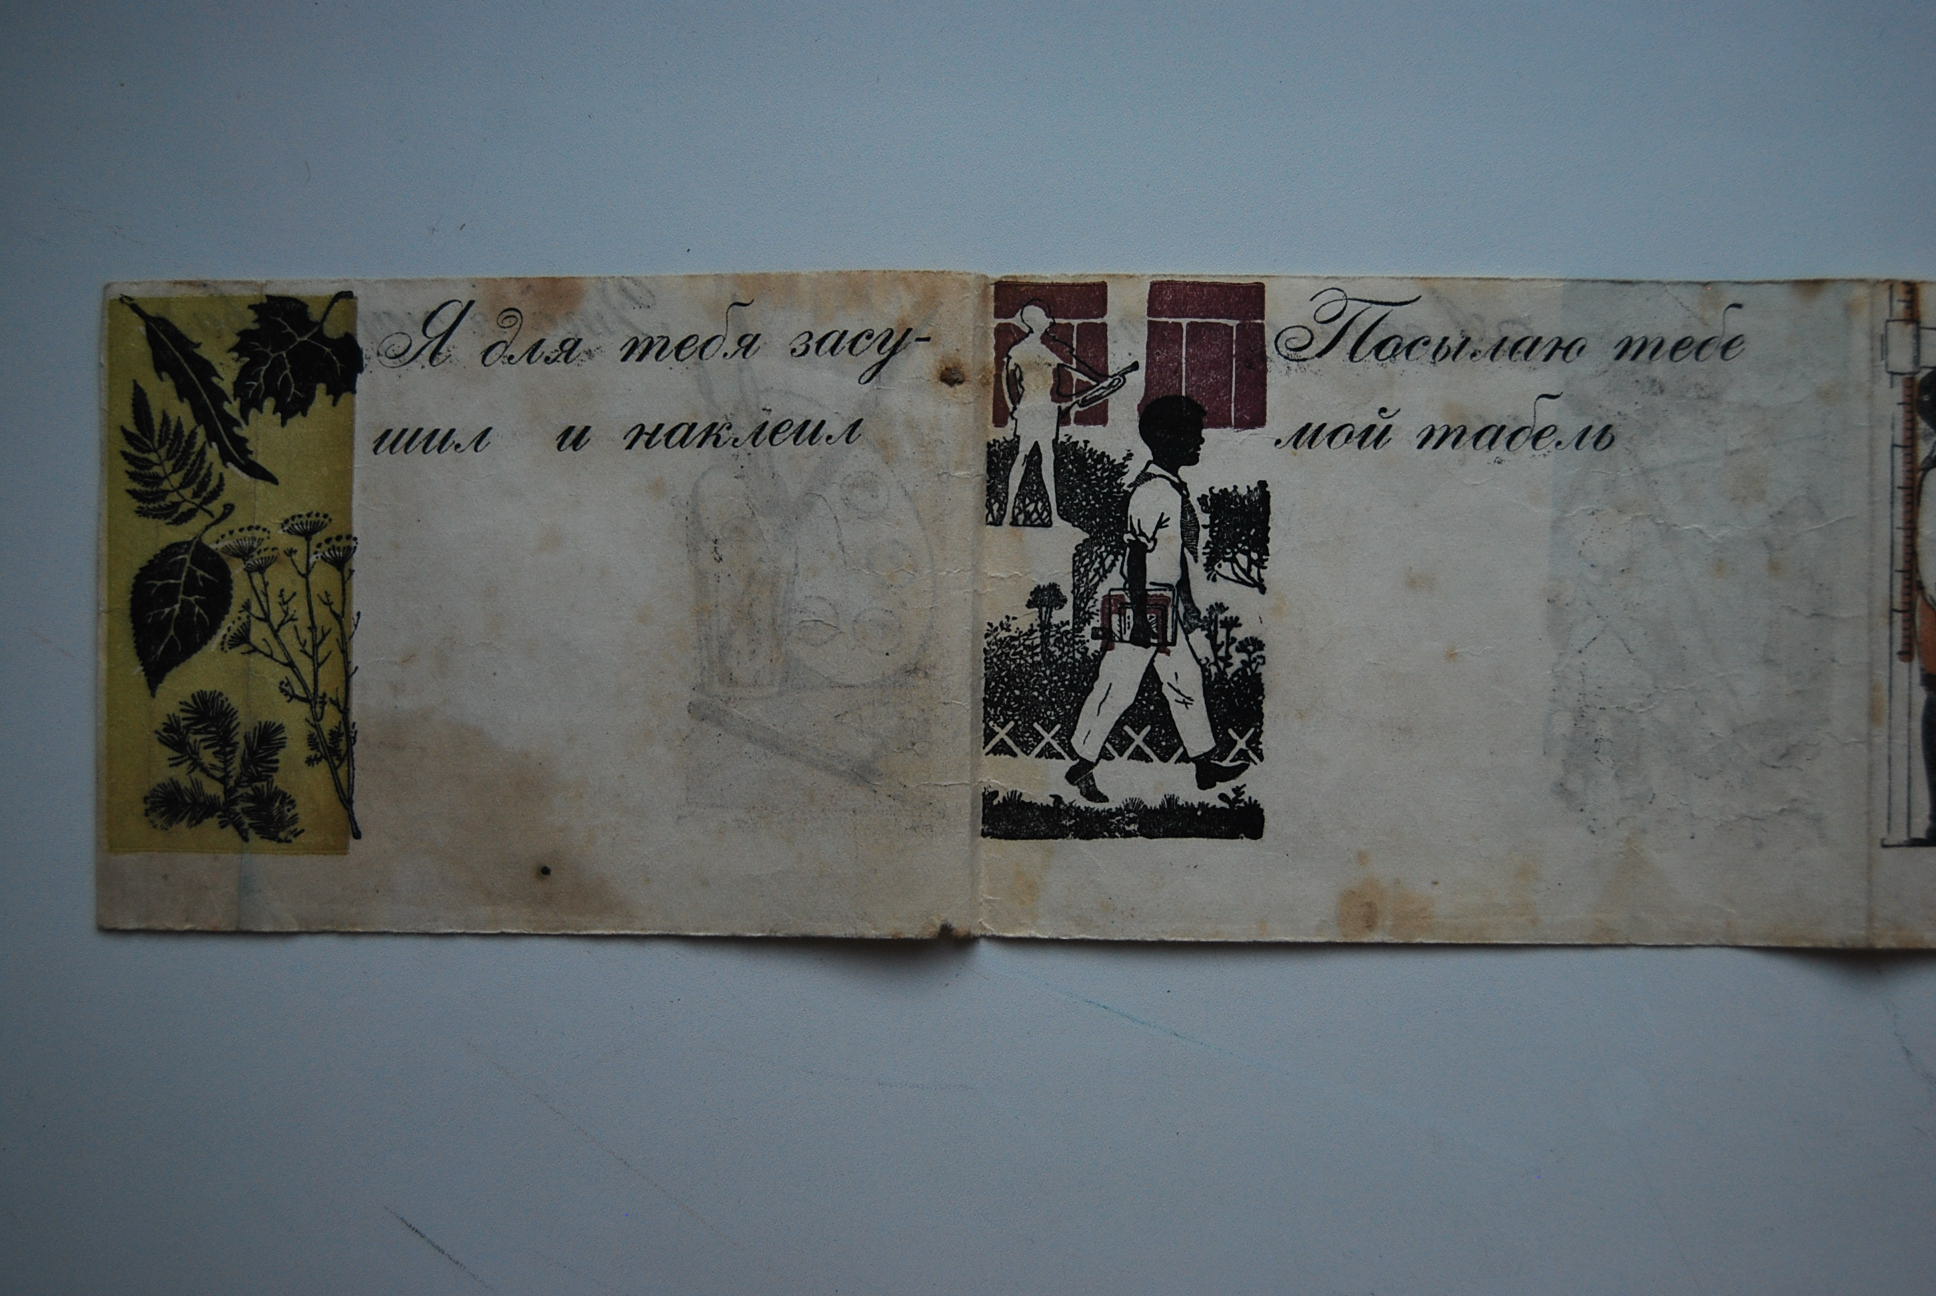 Я для тебя засу-
шил и наклеил
Посылаю тебе
мой табель